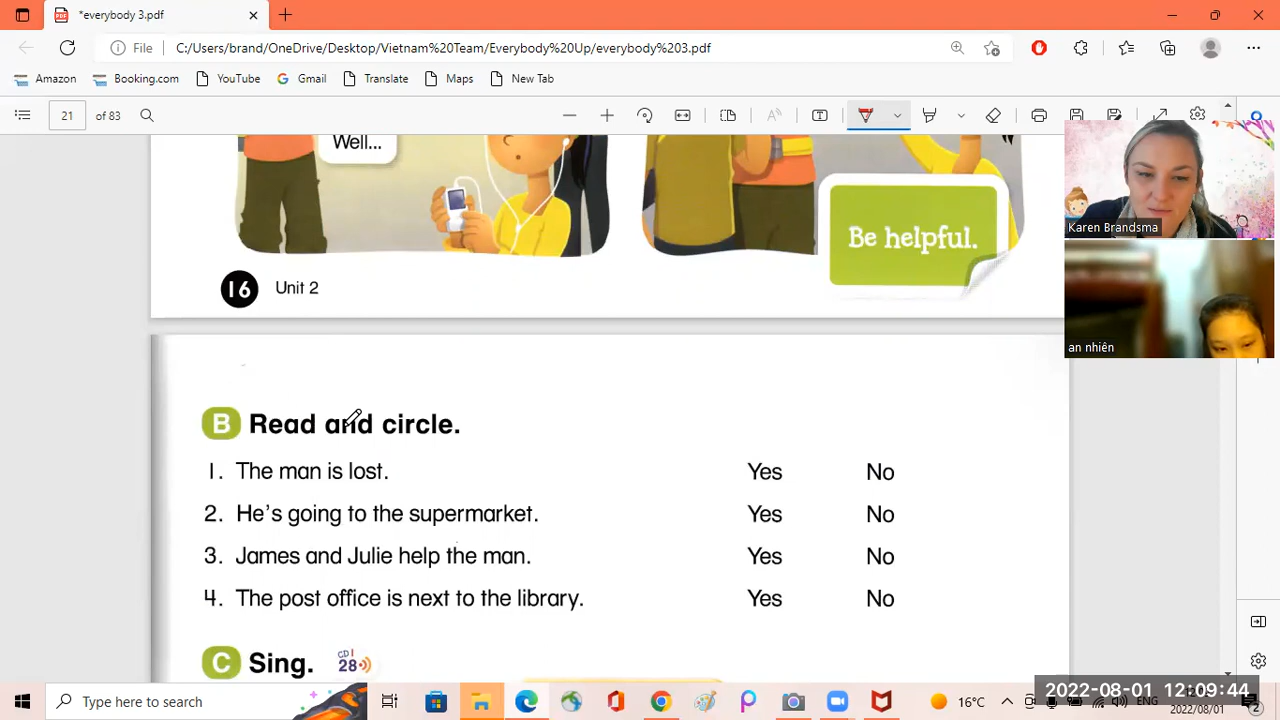 *everybody 3.pdf
File C:/Users/brand/OneDrive/Desktop/Vietnam%20Team/Everybody%20Up/everybody%203.pdf
Amazon Booking.com YouTube Gmail Translate Maps New Tab
21 of 83
Well...
Be helpful.
Karen Brandsma
16 Unit 2
an nhiên
B Read and circle.
1. The man is lost. Yes No
2. He's going to the supermarket. Yes No
3. James and Julie help the man. Yes No
4. The post office is next to the library. Yes No
C Sing. CD1 28
Type here to search
16°C
ENG
2022-08-01 12:09:44
2022/08/01